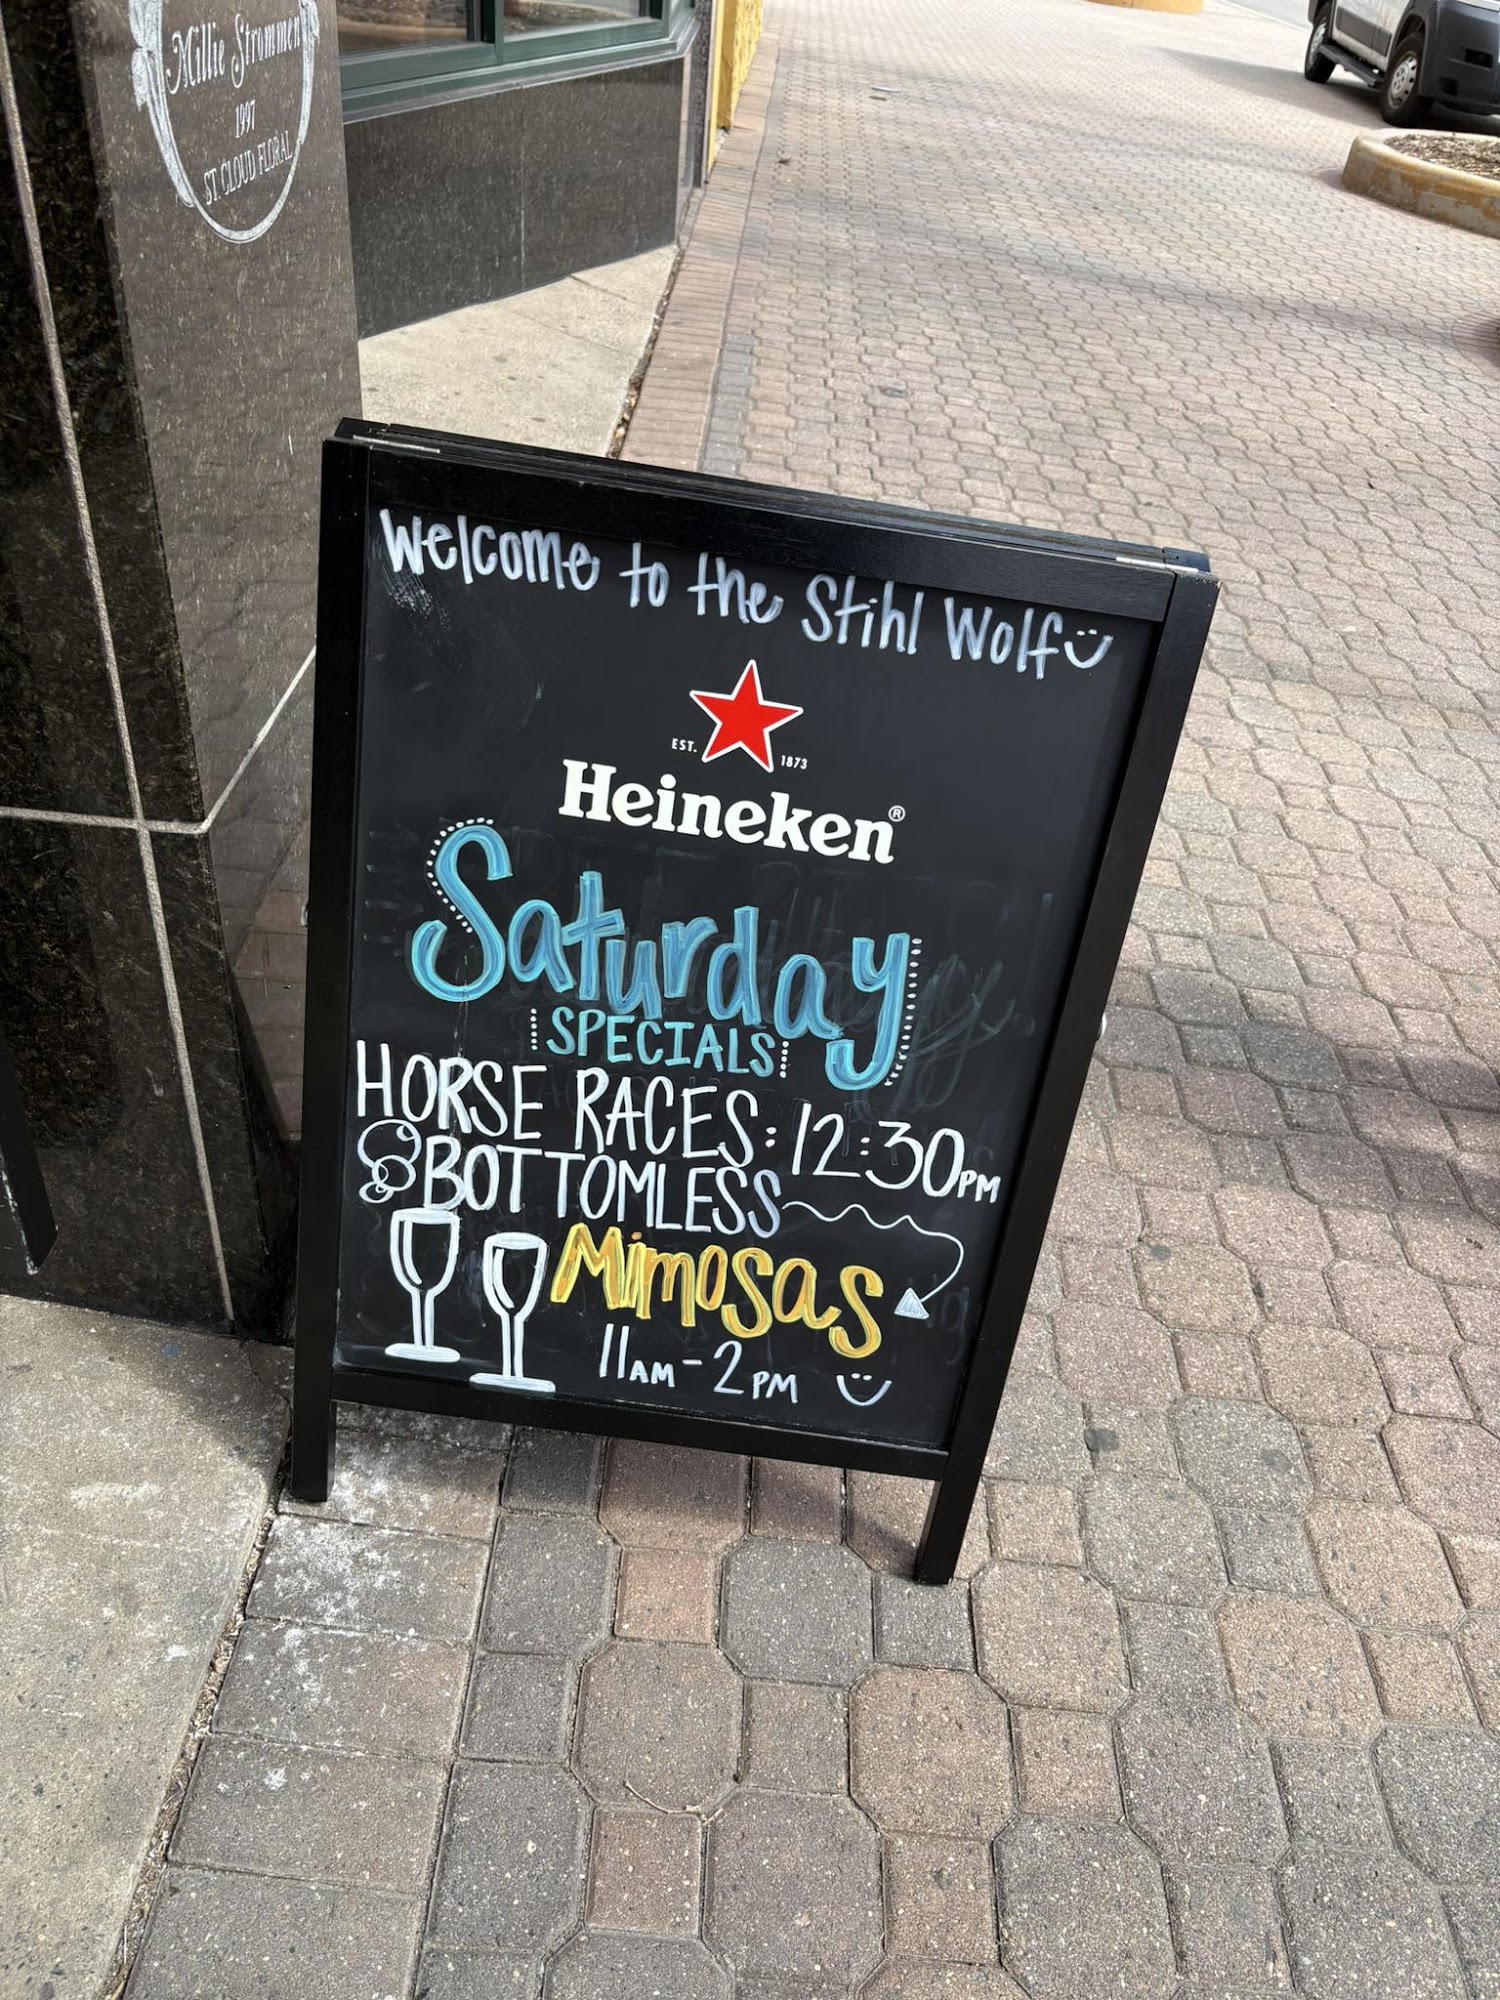 Millie Strommen
1997
ST. CLOUD FLORAL
Welcome to the Stihl Wolf
EST. 1873
Heineken®
Saturday
SPECIALS
HORSE RACES: 12:30PM
BOTTOMLESS
Mimosas
11AM-2PM